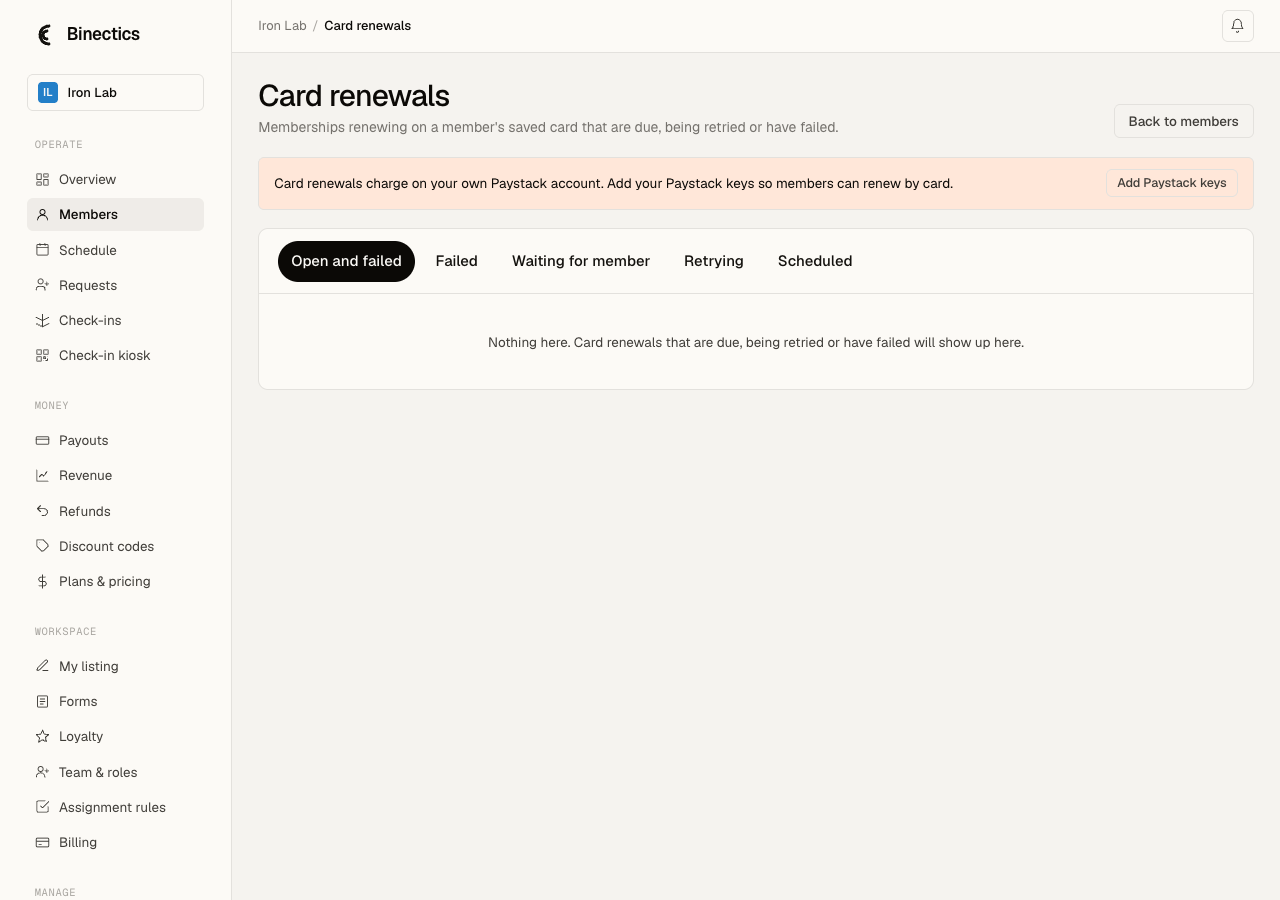 Binectics
IL Iron Lab
OPERATE
Overview
Members
Schedule
Requests
Check-ins
Check-in kiosk
MONEY
Payouts
Revenue
Refunds
Discount codes
Plans & pricing
WORKSPACE
My listing
Forms
Loyalty
Team & roles
Assignment rules
Billing
MANAGE
Iron Lab / Card renewals
Card renewals
Memberships renewing on a member's saved card that are due, being retried or have failed.
Back to members
Card renewals charge on your own Paystack account. Add your Paystack keys so members can renew by card.
Add Paystack keys
Open and failed Failed Waiting for member Retrying Scheduled
Nothing here. Card renewals that are due, being retried or have failed will show up here.